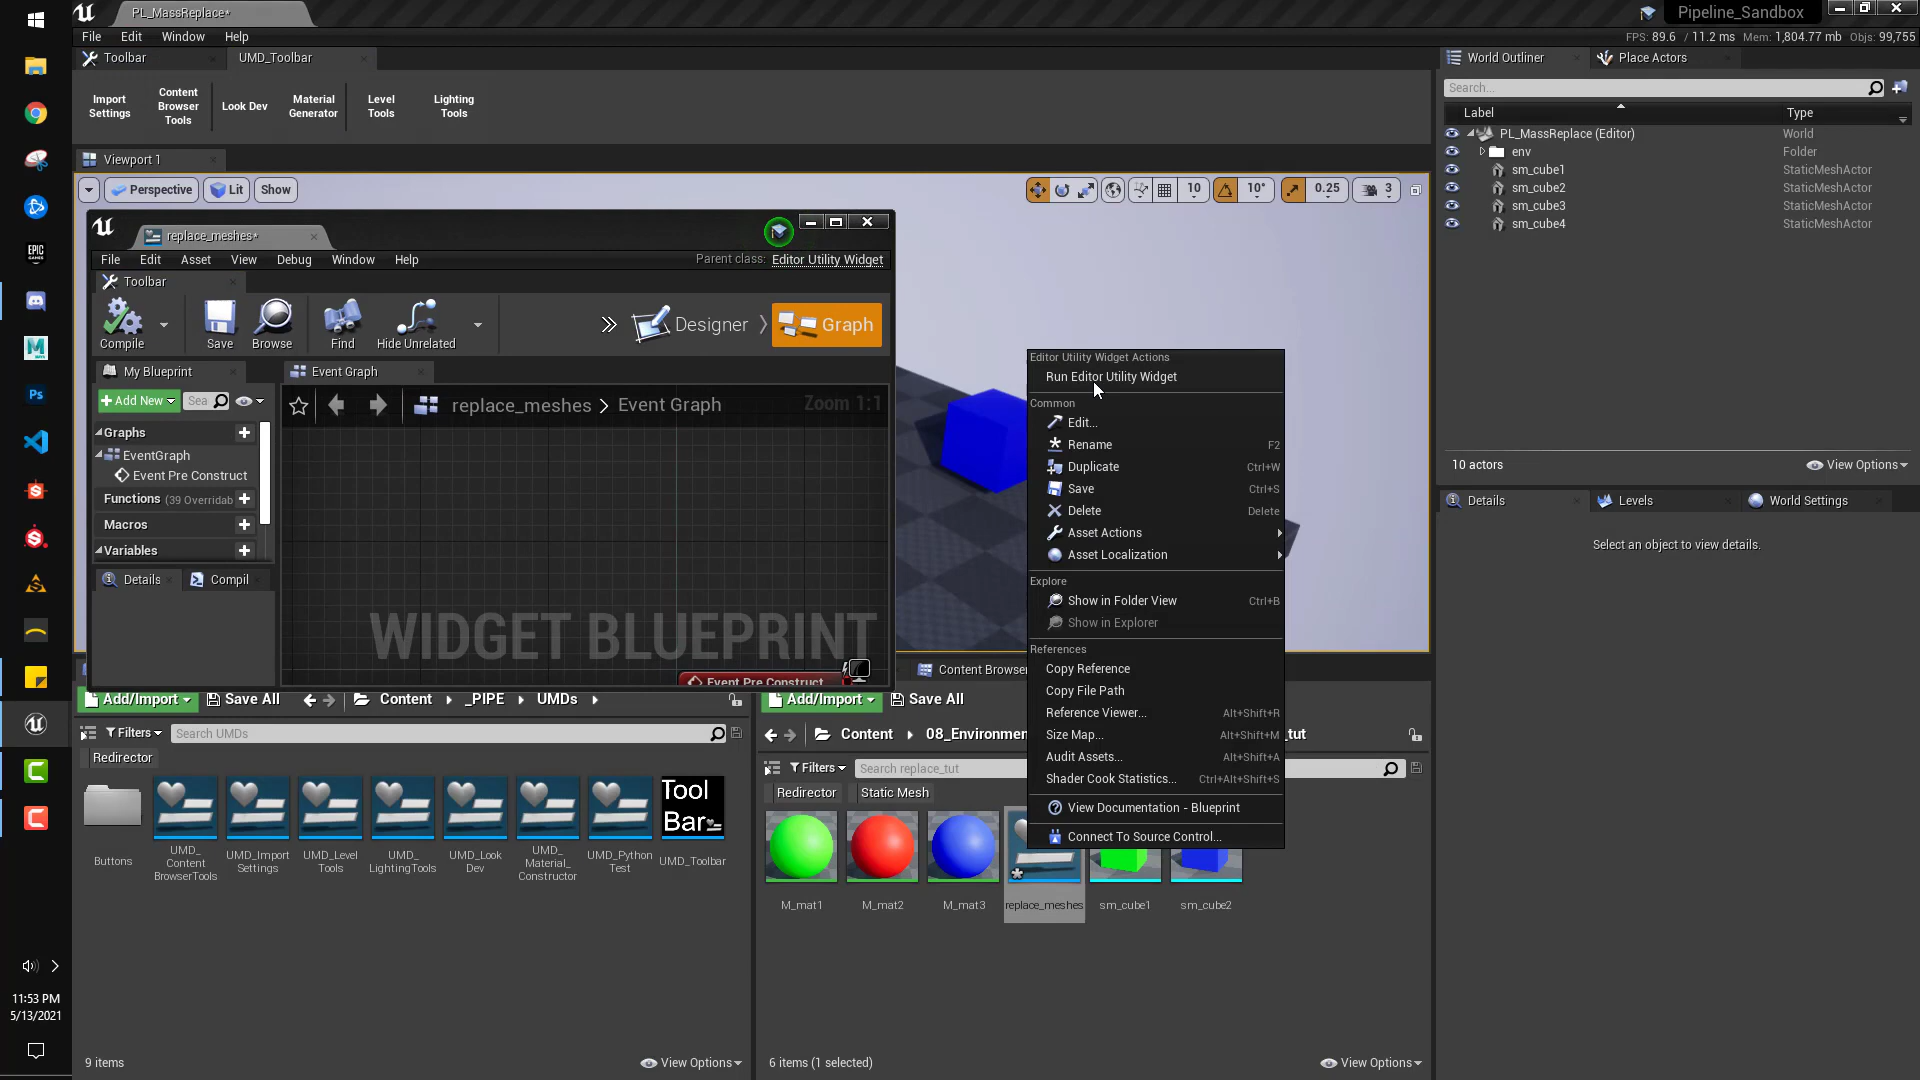 PL_MassReplace*
Pipeline_Sandbox
File Edit Window Help
FPS: 89.6 / 11.2 ms Mem: 1,804.77 mb Objs: 99,755
Toolbar UMD_Toolbar
World Outliner Place Actors
Import Settings
Content Browser Tools
Look Dev
Material Generator
Level Tools
Lighting Tools
Search...
Label Type
PL_MassReplace (Editor) World
env Folder
sm_cube1 StaticMeshActor
sm_cube2 StaticMeshActor
sm_cube3 StaticMeshActor
sm_cube4 StaticMeshActor
10 actors View Options
Details Levels World Settings
Select an object to view details.
Viewport 1
Perspective Lit Show
10 10° 0.25 3
replace_meshes*
File Edit Asset View Debug Window Help
Parent class: Editor Utility Widget
Toolbar
Compile Save Browse Find Hide Unrelated
Designer Graph
My Blueprint Event Graph
Add New Sea
replace_meshes > Event Graph Zoom 1:1
Graphs
EventGraph
Event Pre Construct
Functions (39 Overridab
Macros
Variables
Details Compil
WIDGET BLUEPRINT
Event Pre Construct
Editor Utility Widget Actions
Run Editor Utility Widget
Common
Edit...
Rename F2
Duplicate Ctrl+W
Save Ctrl+S
Delete Delete
Asset Actions
Asset Localization
Explore
Show in Folder View Ctrl+B
Show in Explorer
References
Copy Reference
Copy File Path
Reference Viewer... Alt+Shift+R
Size Map... Alt+Shift+M
Audit Assets... Alt+Shift+A
Shader Cook Statistics... Ctrl+Alt+Shift+S
View Documentation - Blueprint
Connect To Source Control...
Add/Import Save All Content _PIPE UMDs
Filters Search UMDs
Redirector
Tool Bar
Buttons
UMD_ Content BrowserTools
UMD_Import Settings
UMD_Level Tools
UMD_ LightingTools
UMD_Look Dev
UMD_ Material_ Constructor
UMD_Python Test
UMD_Toolbar
9 items View Options
Content Browser
Add/Import Save All
Content 08_Environmen _tut
Filters Search replace_tut
Redirector Static Mesh
M_mat1 M_mat2 M_mat3 replace_meshes sm_cube1 sm_cube2
6 items (1 selected) View Options
EPIC GAMES
Ps
11:53 PM
5/13/2021